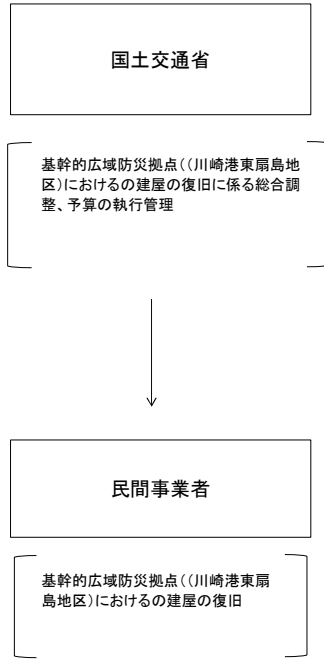 国土交通省
基幹的広域防災拠点((川崎港東扇島地
区)におけるの建屋の復旧に係る総合調
整、予算の執行管理
民間事業者
基幹的広域防災拠点((川崎港東扇
島地区)におけるの建屋の復旧